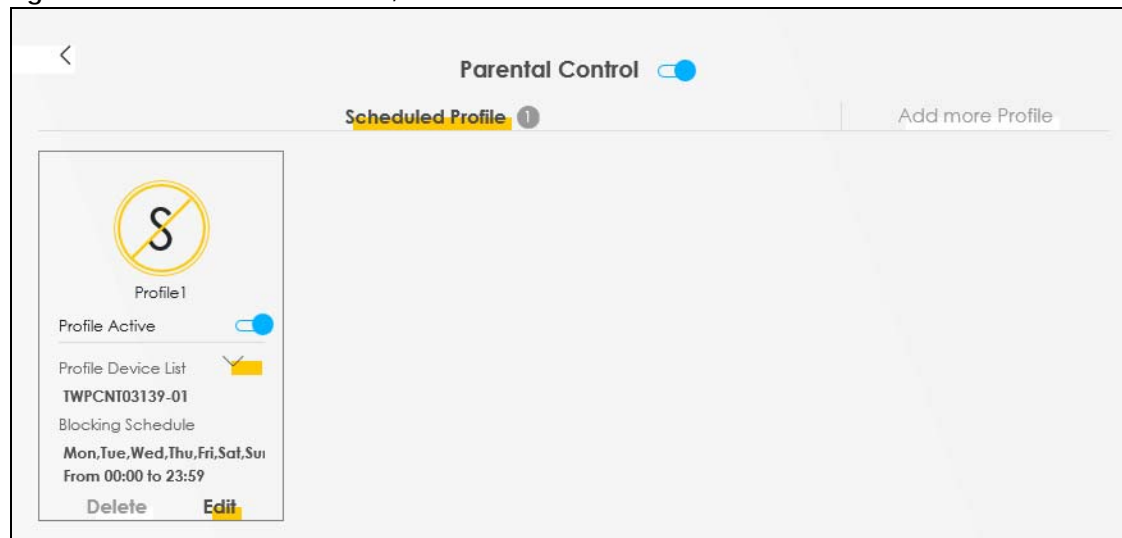 Parental Control
Scheduled Profile 1
Add more Profile
S
Profile1
Profile Active
Profile Device List
TWPCNT03139-01
Blocking Schedule
Mon,Tue,Wed,Thu,Fri,Sat,Sun
From 00:00 to 23:59
Delete Edit